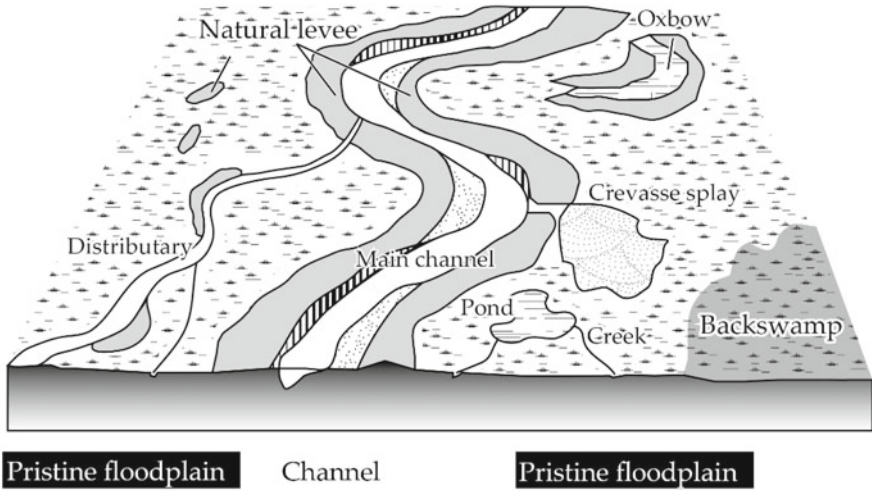 Oxbow
Natural levee
Crevasse splay
Distributary
Main channel
Pond
Creek
Backswamp
Pristine floodplain
Channel
Pristine floodplain